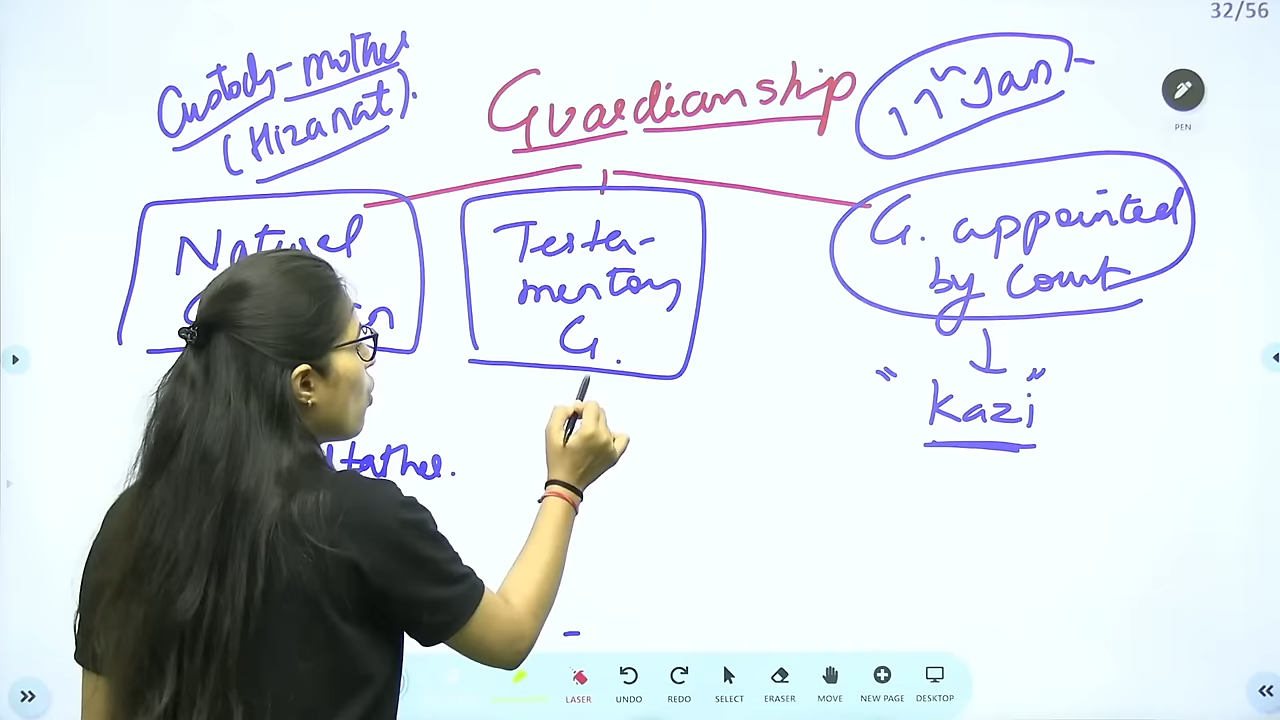 32/56
Custody - mother
(Hizanat).
Guardianship
17th Jan
PEN
Natural
Testa-
mentary
G.
G. appointed
by Court
"Kazi"
father.
LASER
UNDO
REDO
SELECT
ERASER
MOVE
NEW PAGE
DESKTOP